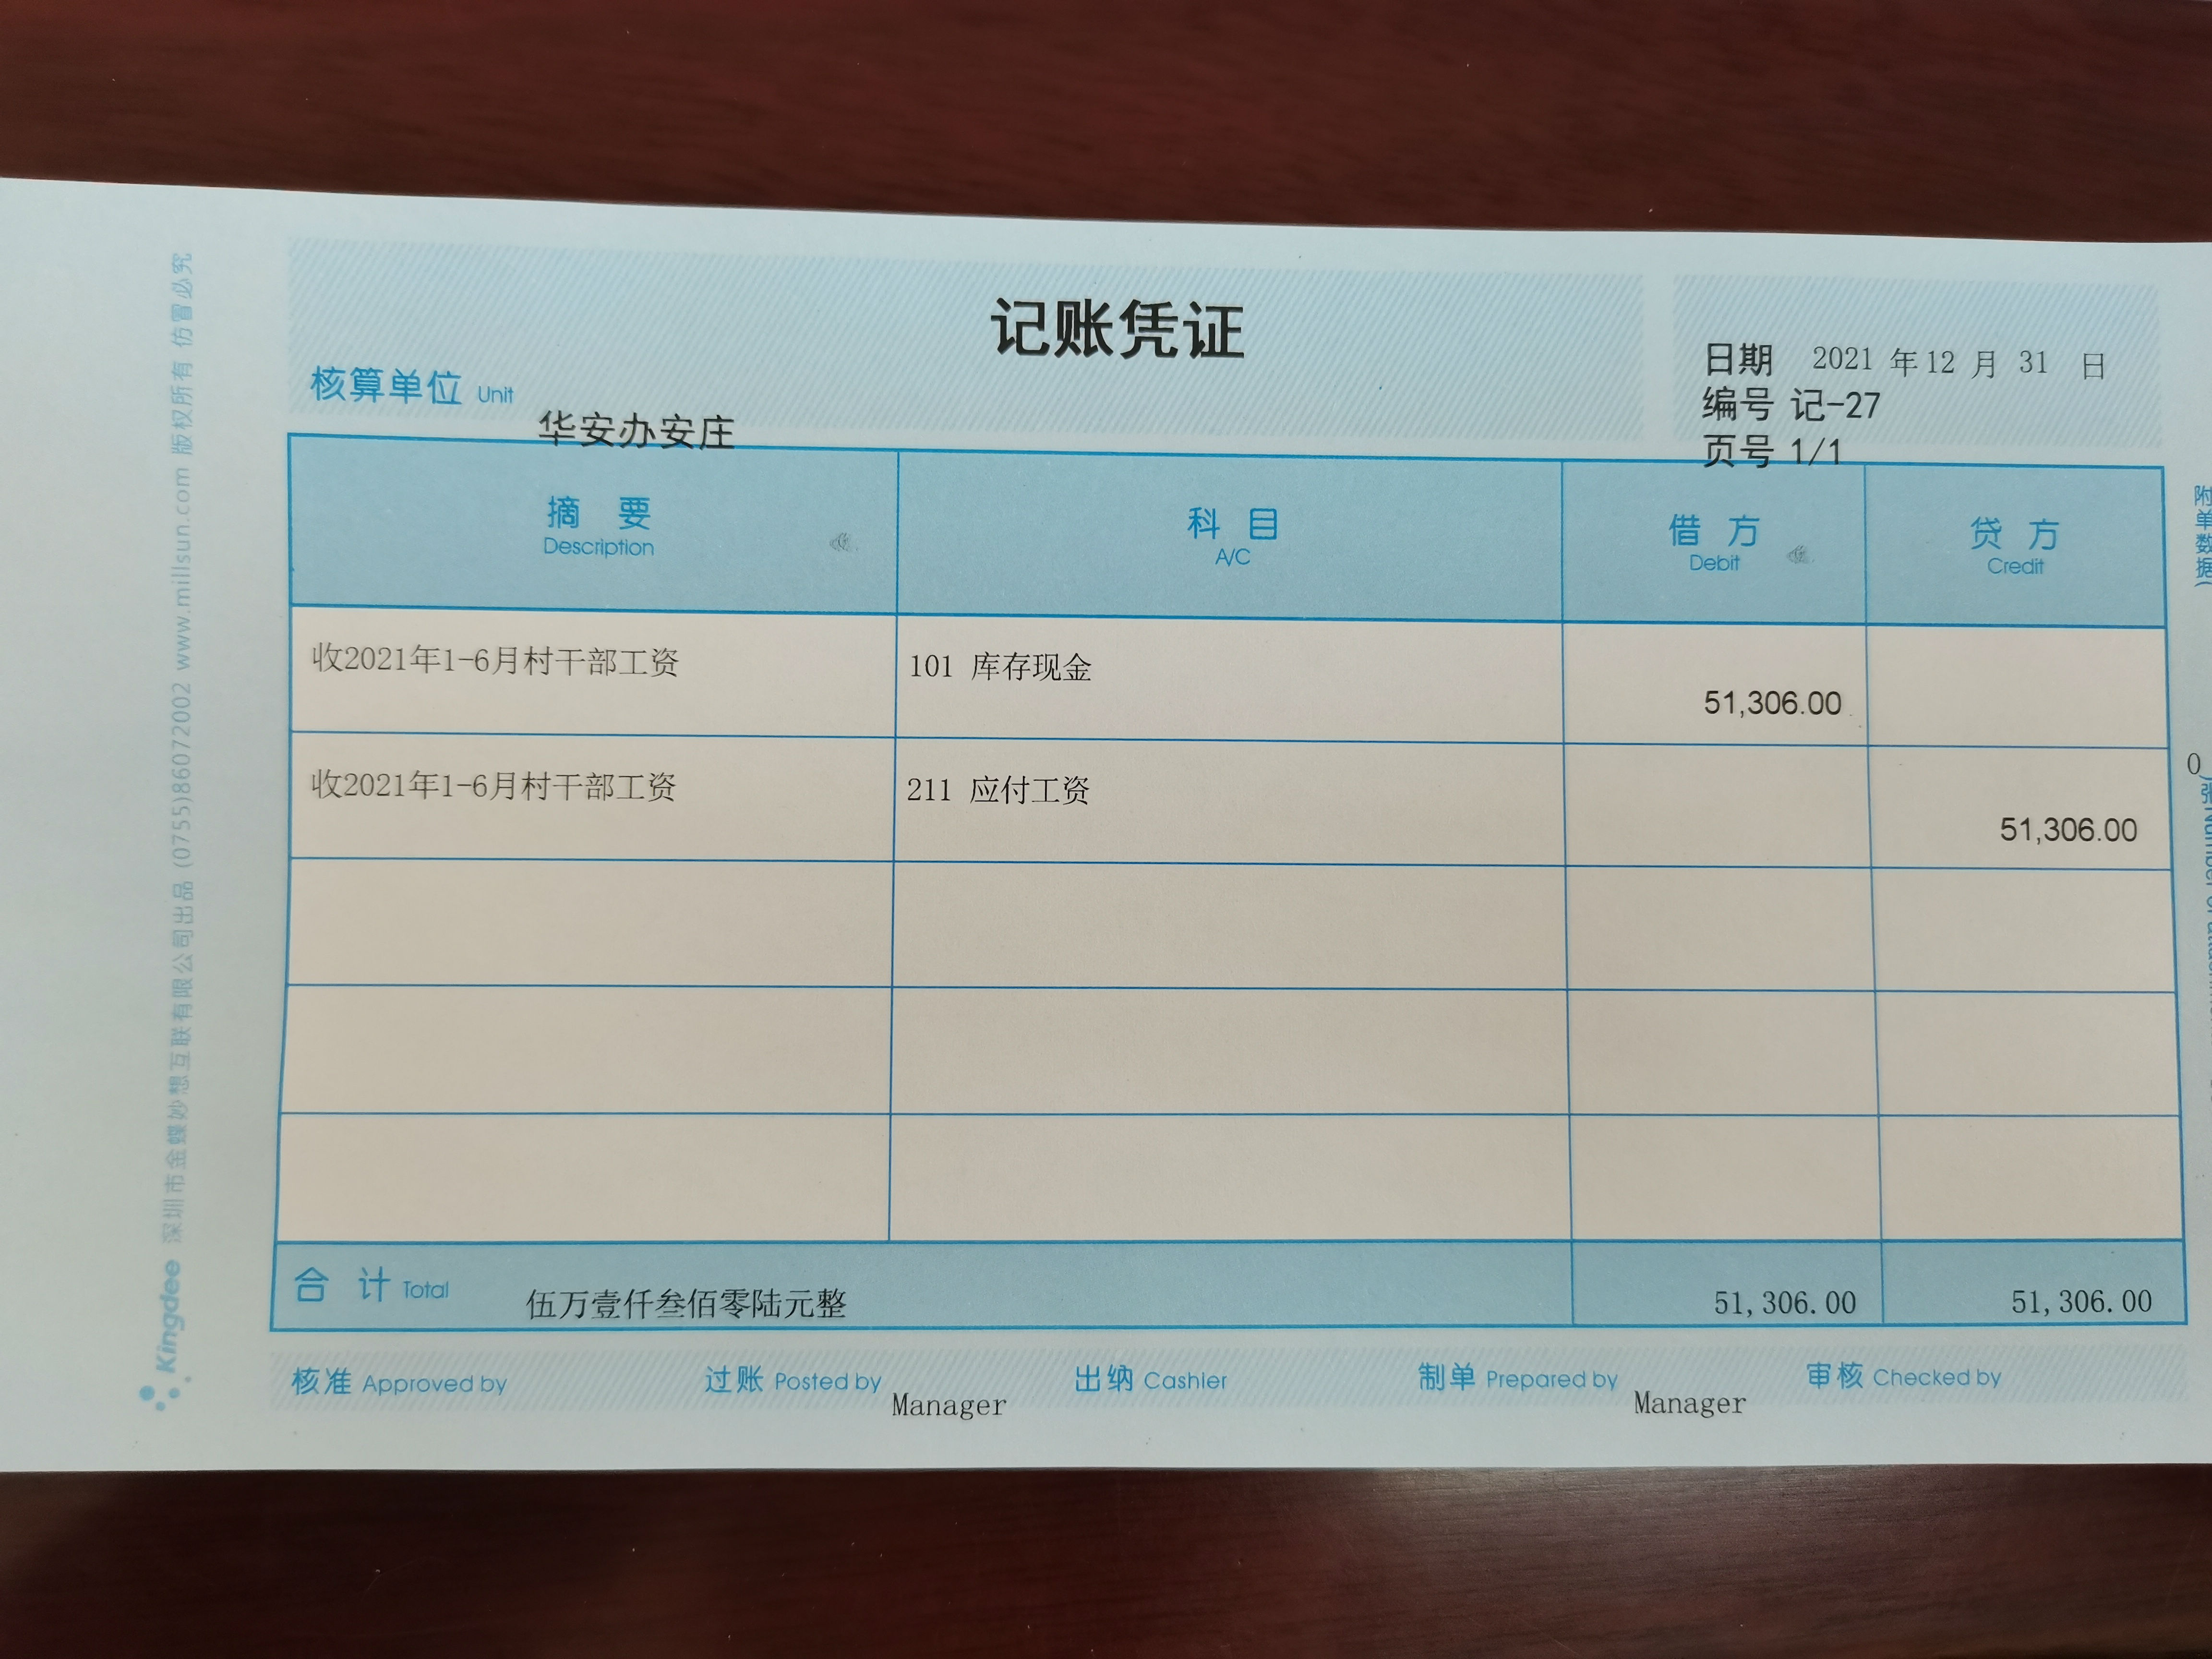 记账凭证
核算单位 Unit
华安办安庄
日期 2021 年 12 月 31 日
编号 记-27
页号 1/1
摘 要 科 目 借 方 贷 方
Description A/C Debit Credit
收2021年1-6月村干部工资 101 库存现金 51,306.00
收2021年1-6月村干部工资 211 应付工资 51,306.00
合 计 Total 伍万壹仟叁佰零陆元整 51,306.00 51,306.00
核准 Approved by 过账 Posted by Manager 出纳 Cashier 制单 Prepared by Manager 审核 Checked by
Kingdee 深圳市金蝶妙想互联有限公司出品 (0755)86072002 www.millsun.com 版权所有 仿冒必究
附单数据( 0 )张